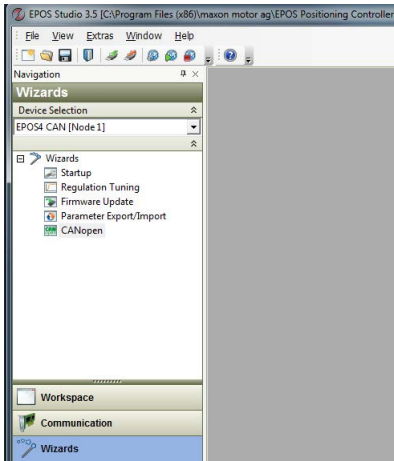 EPOS Studio 3.5 [C:\Program Files (x86)\maxon motor ag\EPOS Positioning Controller
File View Extras Window Help
Navigation
Wizards
Device Selection
EPOS4 CAN [Node 1]
Wizards
Startup
Regulation Tuning
Firmware Update
Parameter Export/Import
CANopen
Workspace
Communication
Wizards